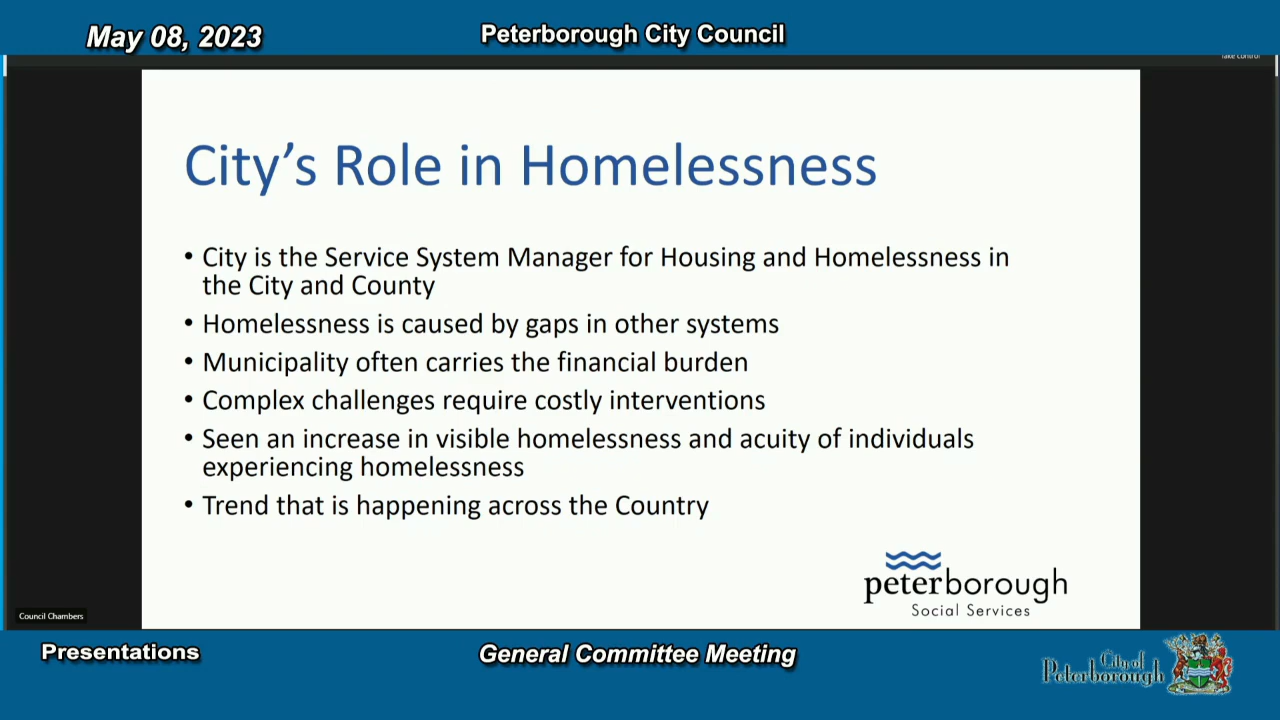 May 08, 2023
Peterborough City Council
Take Control
City's Role in Homelessness
• City is the Service System Manager for Housing and Homelessness in
the City and County
• Homelessness is caused by gaps in other systems
• Municipality often carries the financial burden
• Complex challenges require costly interventions
• Seen an increase in visible homelessness and acuity of individuals
experiencing homelessness
• Trend that is happening across the Country
peterborough
Social Services
Council Chambers
Presentations
General Committee Meeting
City of
Peterborough